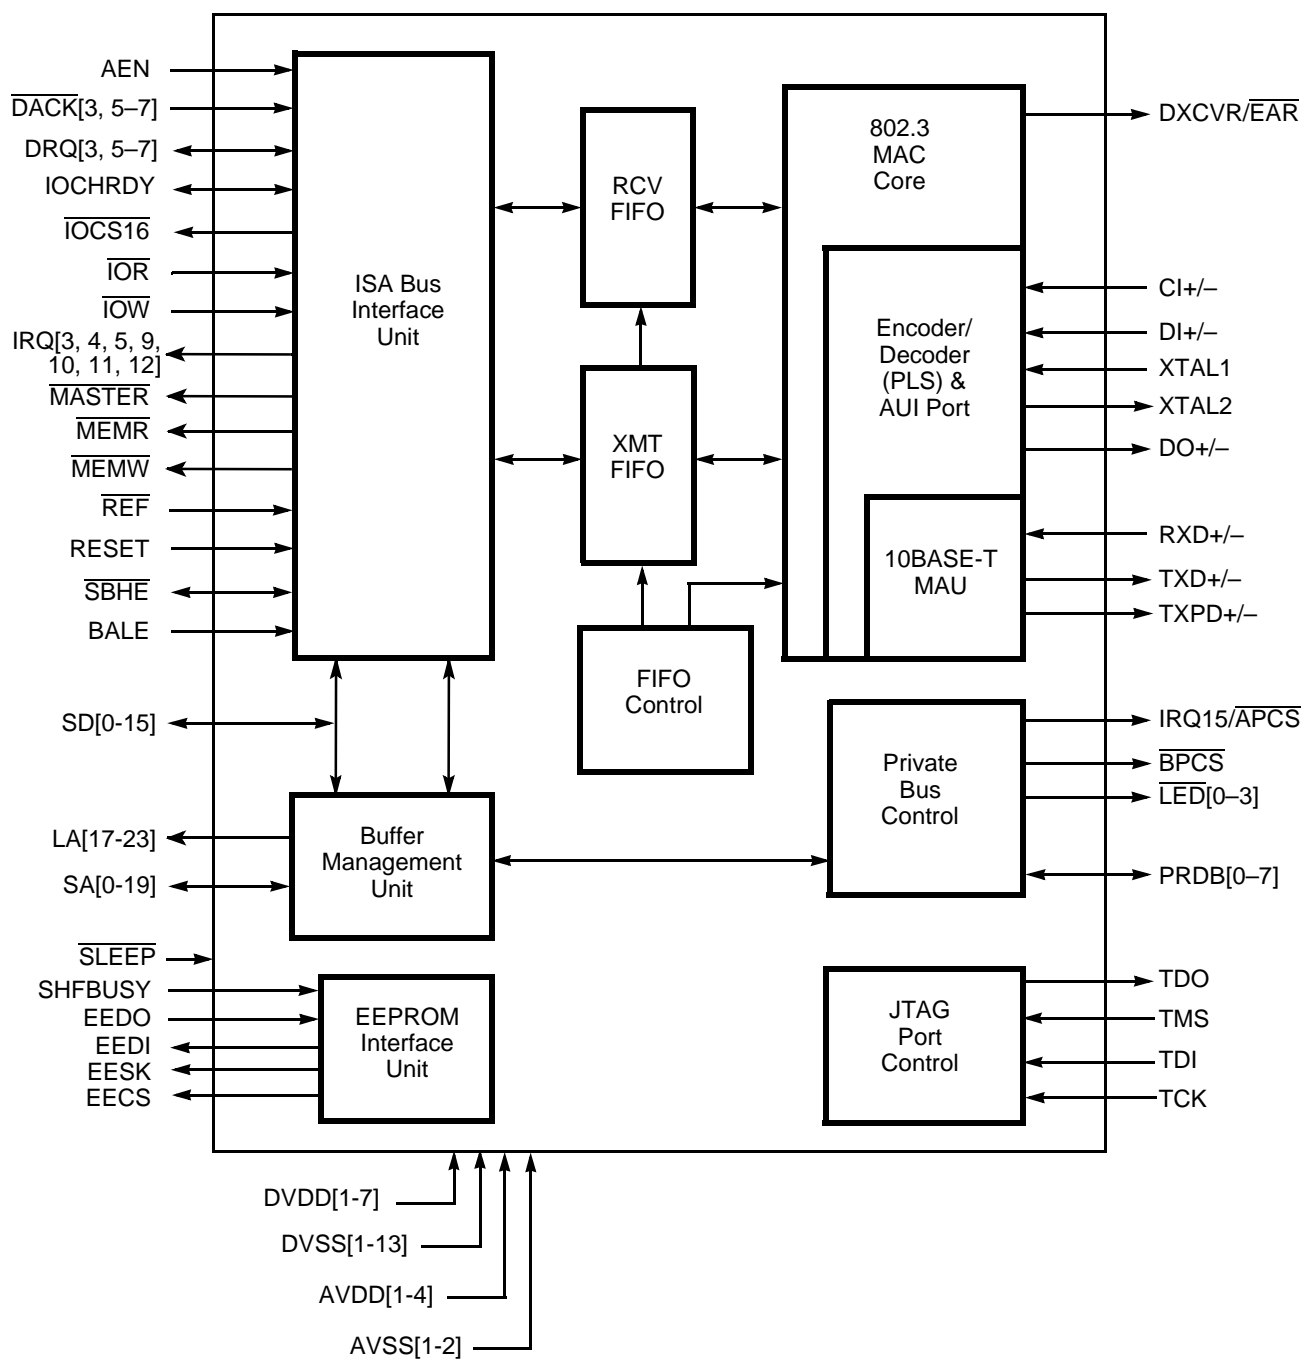 AEN
DACK[3, 5–7]
DRQ[3, 5–7]
IOCHRDY
IOCS16
IOR
IOW
IRQ[3, 4, 5, 9,
10, 11, 12]
MASTER
MEMR
MEMW
REF
RESET
SBHE
BALE
SD[0-15]
LA[17-23]
SA[0-19]
SLEEP
SHFBUSY
EEDO
EEDI
EESK
EECS
ISA Bus
Interface
Unit
Buffer
Management
Unit
EEPROM
Interface
Unit
RCV
FIFO
XMT
FIFO
FIFO
Control
802.3
MAC
Core
Encoder/
Decoder
(PLS) &
AUI Port
10BASE-T
MAU
Private
Bus
Control
JTAG
Port
Control
DXCVR/EAR
CI+/–
DI+/–
XTAL1
XTAL2
DO+/–
RXD+/–
TXD+/–
TXPD+/–
IRQ15/APCS
BPCS
LED[0–3]
PRDB[0–7]
TDO
TMS
TDI
TCK
DVDD[1-7]
DVSS[1-13]
AVDD[1-4]
AVSS[1-2]